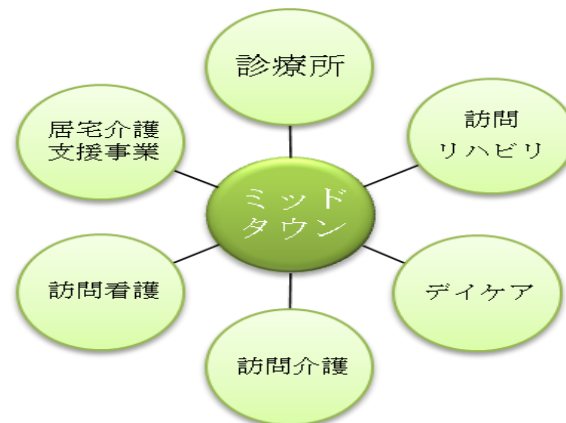 診療所
居宅介護
支援事業
訪問
リハビリ
ミッド
タウン
訪問看護
デイケア
訪問介護